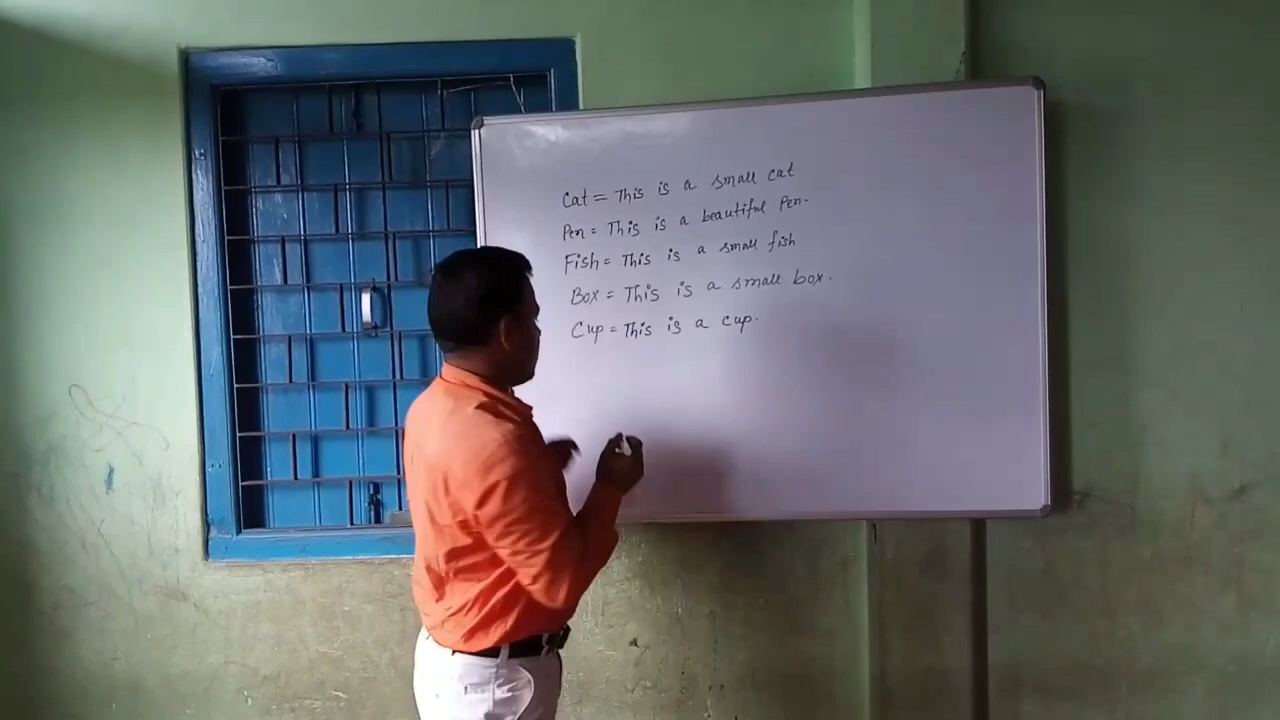 Cat = This is a small cat
Pen = This is a beautiful Pen.
Fish = This is a small fish
Box = This is a small box.
Cup = This is a cup.